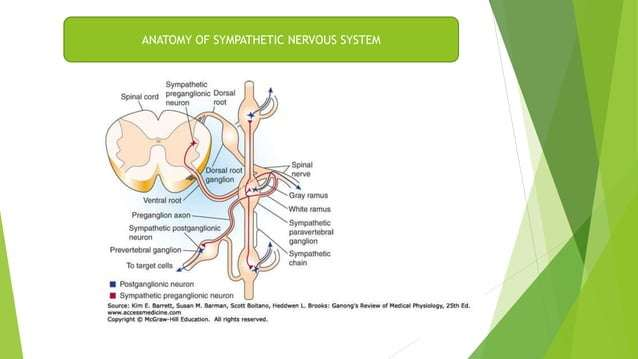 ANATOMY OF SYMPATHETIC NERVOUS SYSTEM
Sympathetic
preganglionic
neuron
Dorsal
root
Spinal cord
Dorsal root
ganglion
Spinal
nerve
Ventral root
Gray ramus
Preganglion axon
White ramus
Sympathetic postganglionic
neuron
Sympathetic
paravertebral
ganglion
Prevertebral ganglion
Sympathetic
chain
To target cells
Postganglionic neuron
Sympathetic preganglionic neuron
Source: Kim E. Barrett, Susan M. Barman, Scott Boitano, Heddwen L. Brooks: Ganong's Review of Medical Physiology, 25th Ed.
www.accessmedicine.com
Copyright © McGraw-Hill Education. All rights reserved.